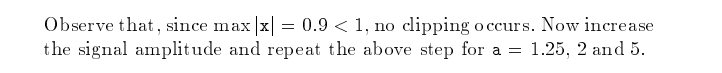 Observe that, since max |x| = 0.9 < 1, no clipping occurs. Now increase
the signal amplitude and repeat the above step for a = 1.25, 2 and 5.